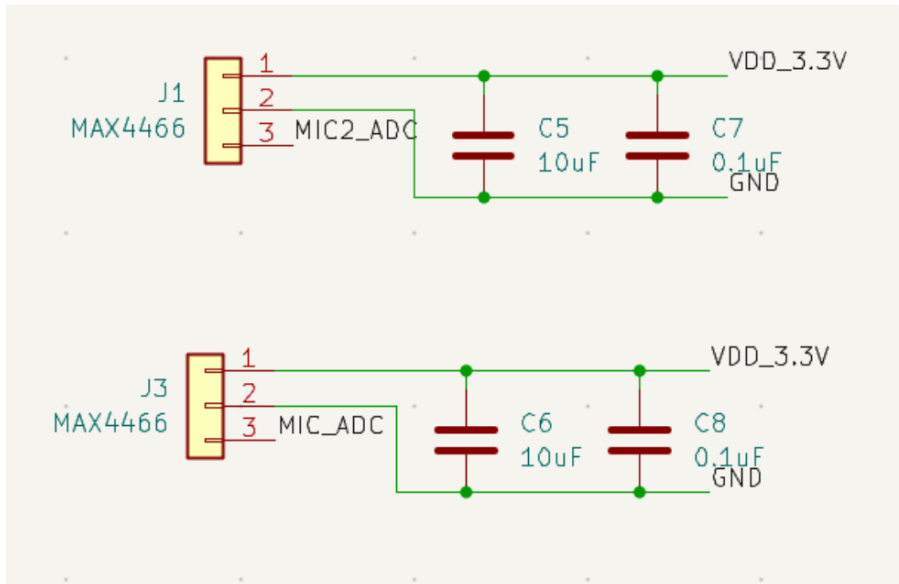 1
VDD_3.3V
J1
2
MAX4466
3
MIC2_ADC
C5
C7
10uF
0.1uF
GND
1
VDD_3.3V
J3
2
MAX4466
3
MIC_ADC
C6
C8
10uF
0.1uF
GND